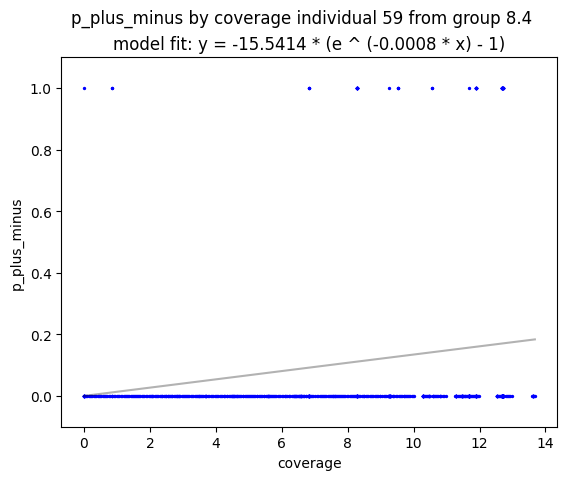 p_plus_minus by coverage individual 59 from group 8.4
model fit: y = -15.5414 * (e ^ (-0.0008 * x) - 1)
1.0
0.8
0.6
0.4
0.2
0.0
p_plus_minus
0 2 4 6 8 10 12 14
coverage